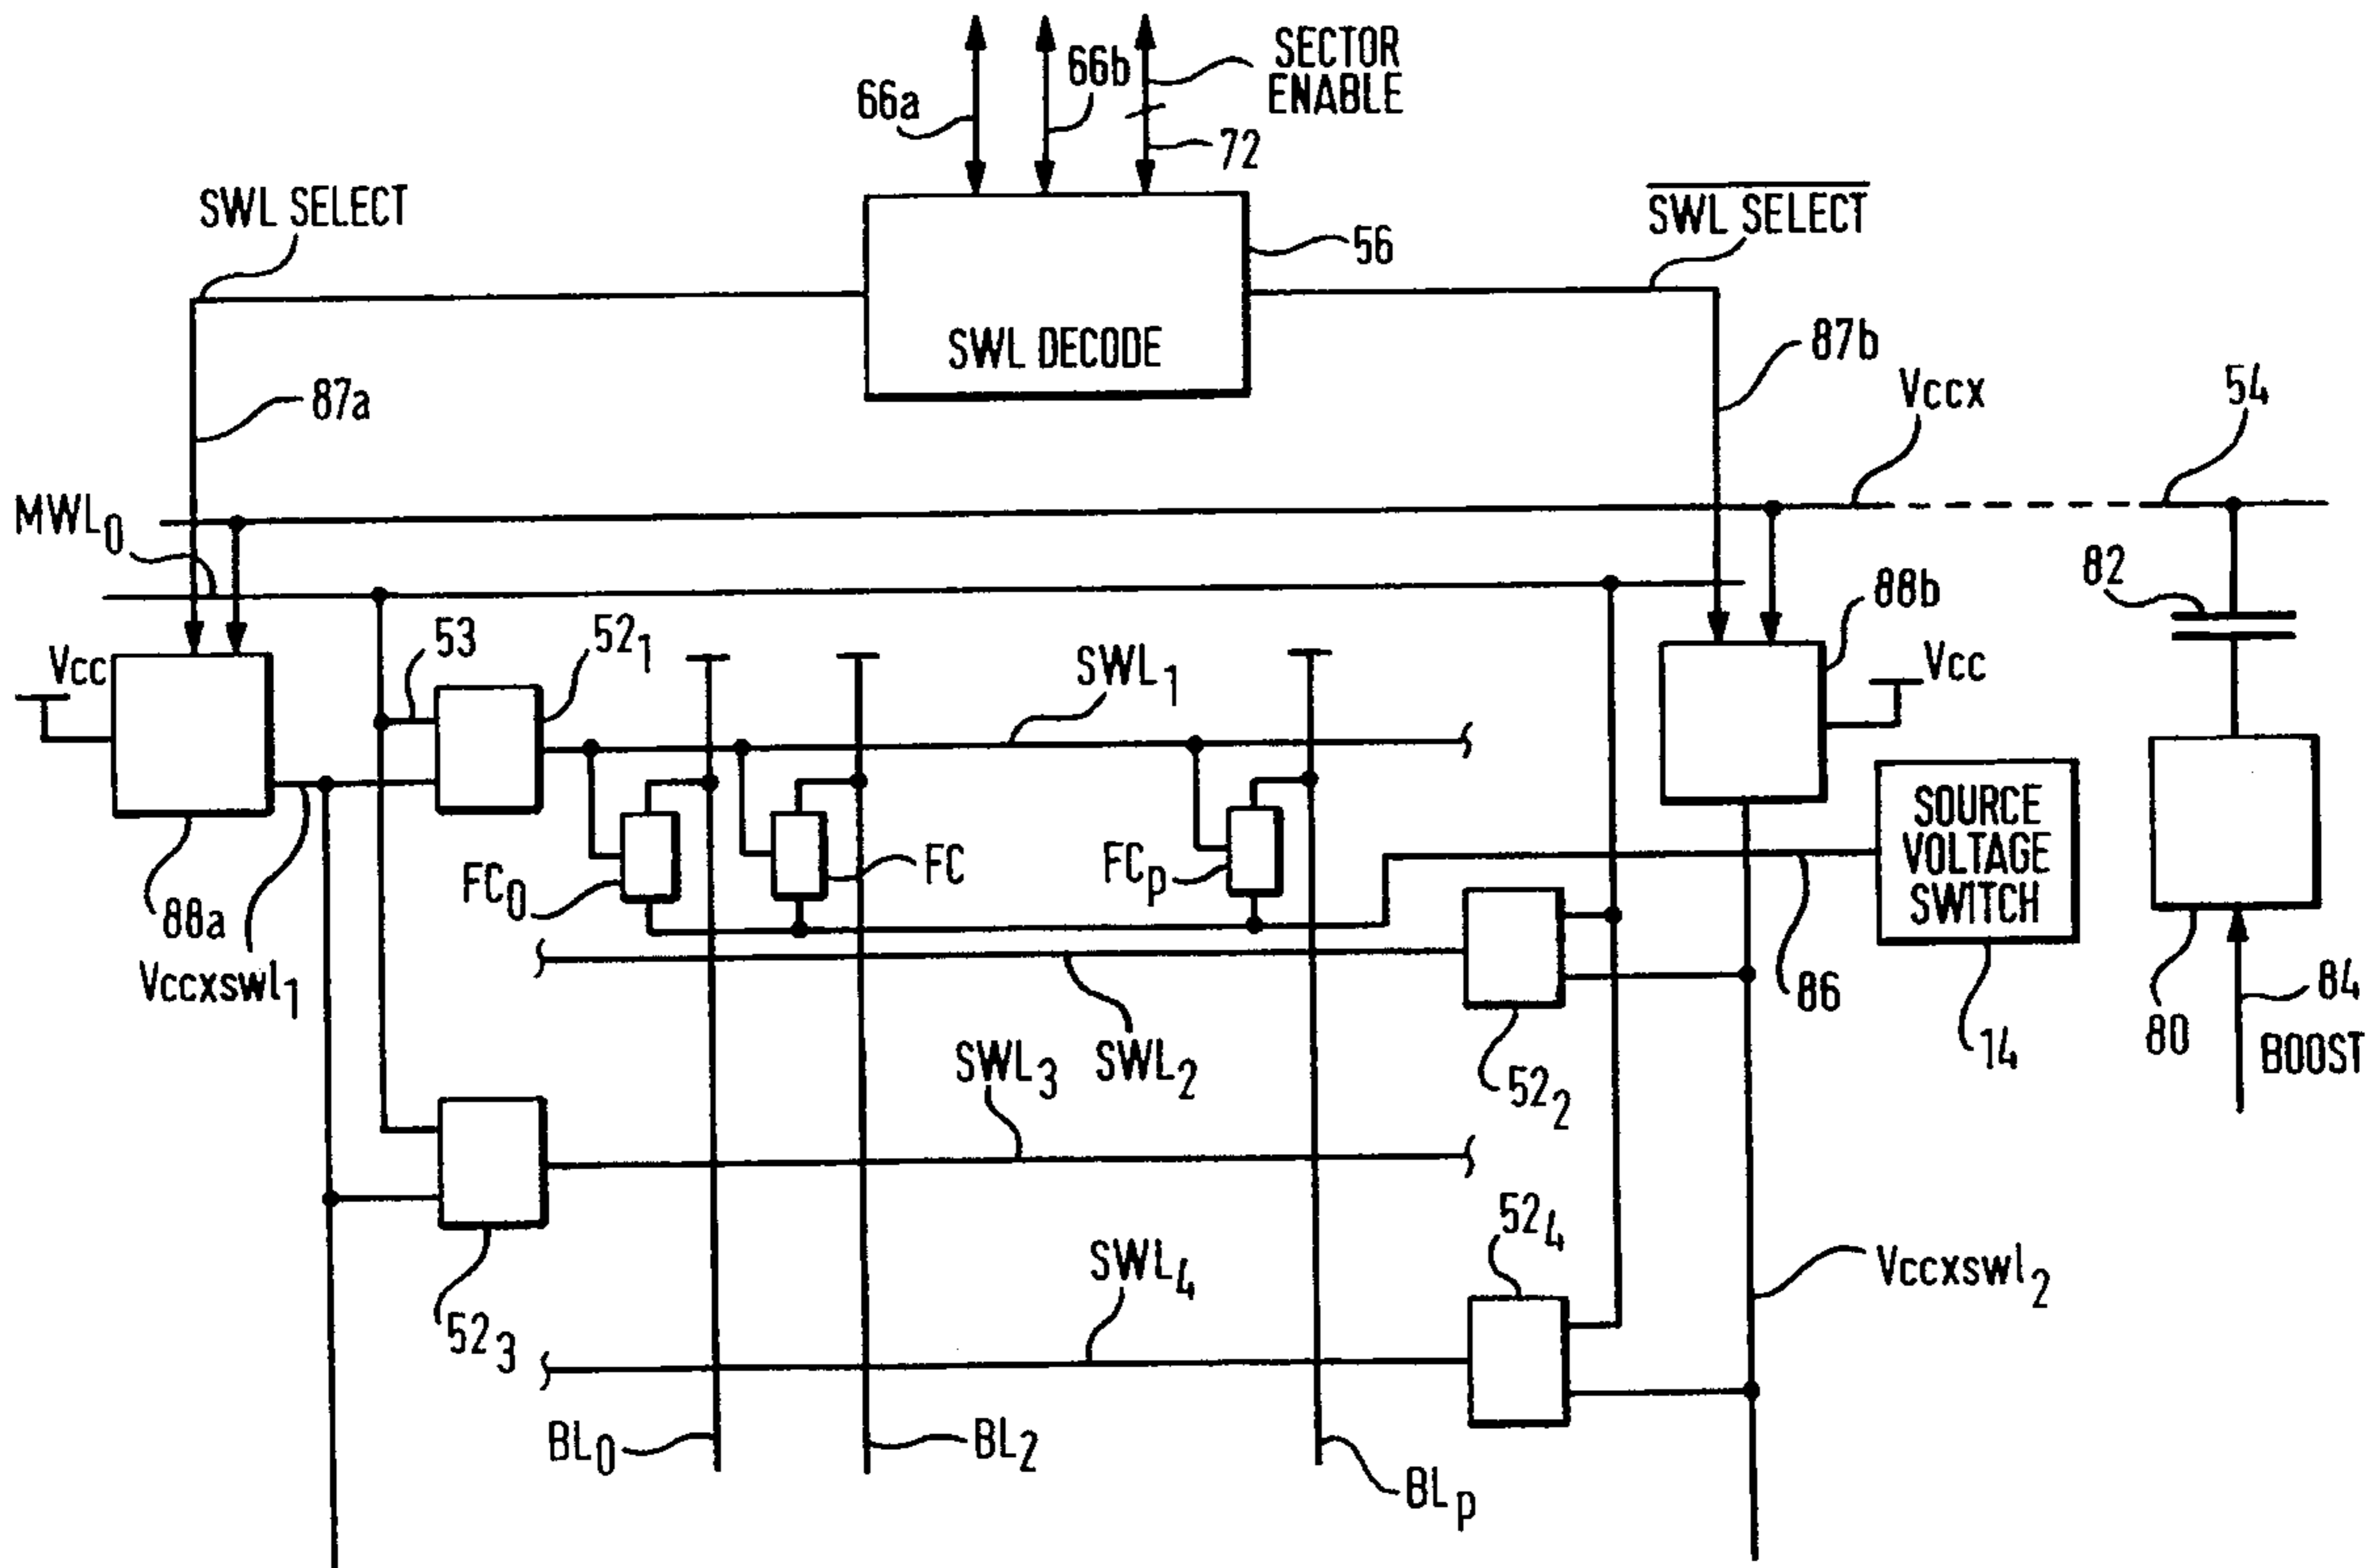 SECTOR
ENABLE
66a
66b
72
SWL SELECT
SWL SELECT
56
SWL DECODE
87a
87b
Vccx
54
MWL0
82
88b
Vcc
53
521
SWL1
Vcc
SOURCE
VOLTAGE
SWITCH
FC0
FC
FCp
88a
Vccxswl1
86
14
80
84
BOOST
SWL3
SWL2
522
524
SWL4
Vccxswl2
523
BL0
BL2
BLp